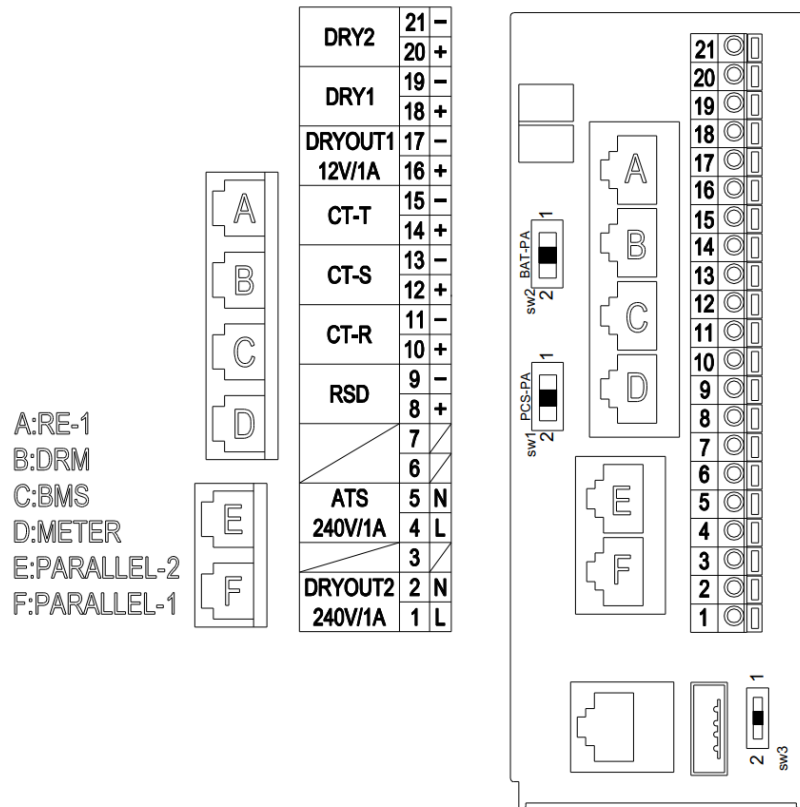 DRY2 21 −
20 +
DRY1 19 −
18 +
DRYOUT1 17 −
12V/1A 16 +
CT-T 15 −
14 +
CT-S 13 −
12 +
CT-R 11 −
10 +
RSD 9 −
8 +
7
6
ATS 5 N
240V/1A 4 L
3
DRYOUT2 2 N
240V/1A 1 L
A
B
C
D
E
F
A:RE-1
B:DRM
C:BMS
D:METER
E:PARALLEL-2
F:PARALLEL-1
1
BAT-PA
2
sw2
1
PCS-PA
2
sw1
A
B
C
D
E
F
21
20
19
18
17
16
15
14
13
12
11
10
9
8
7
6
5
4
3
2
1
1
2
sw3